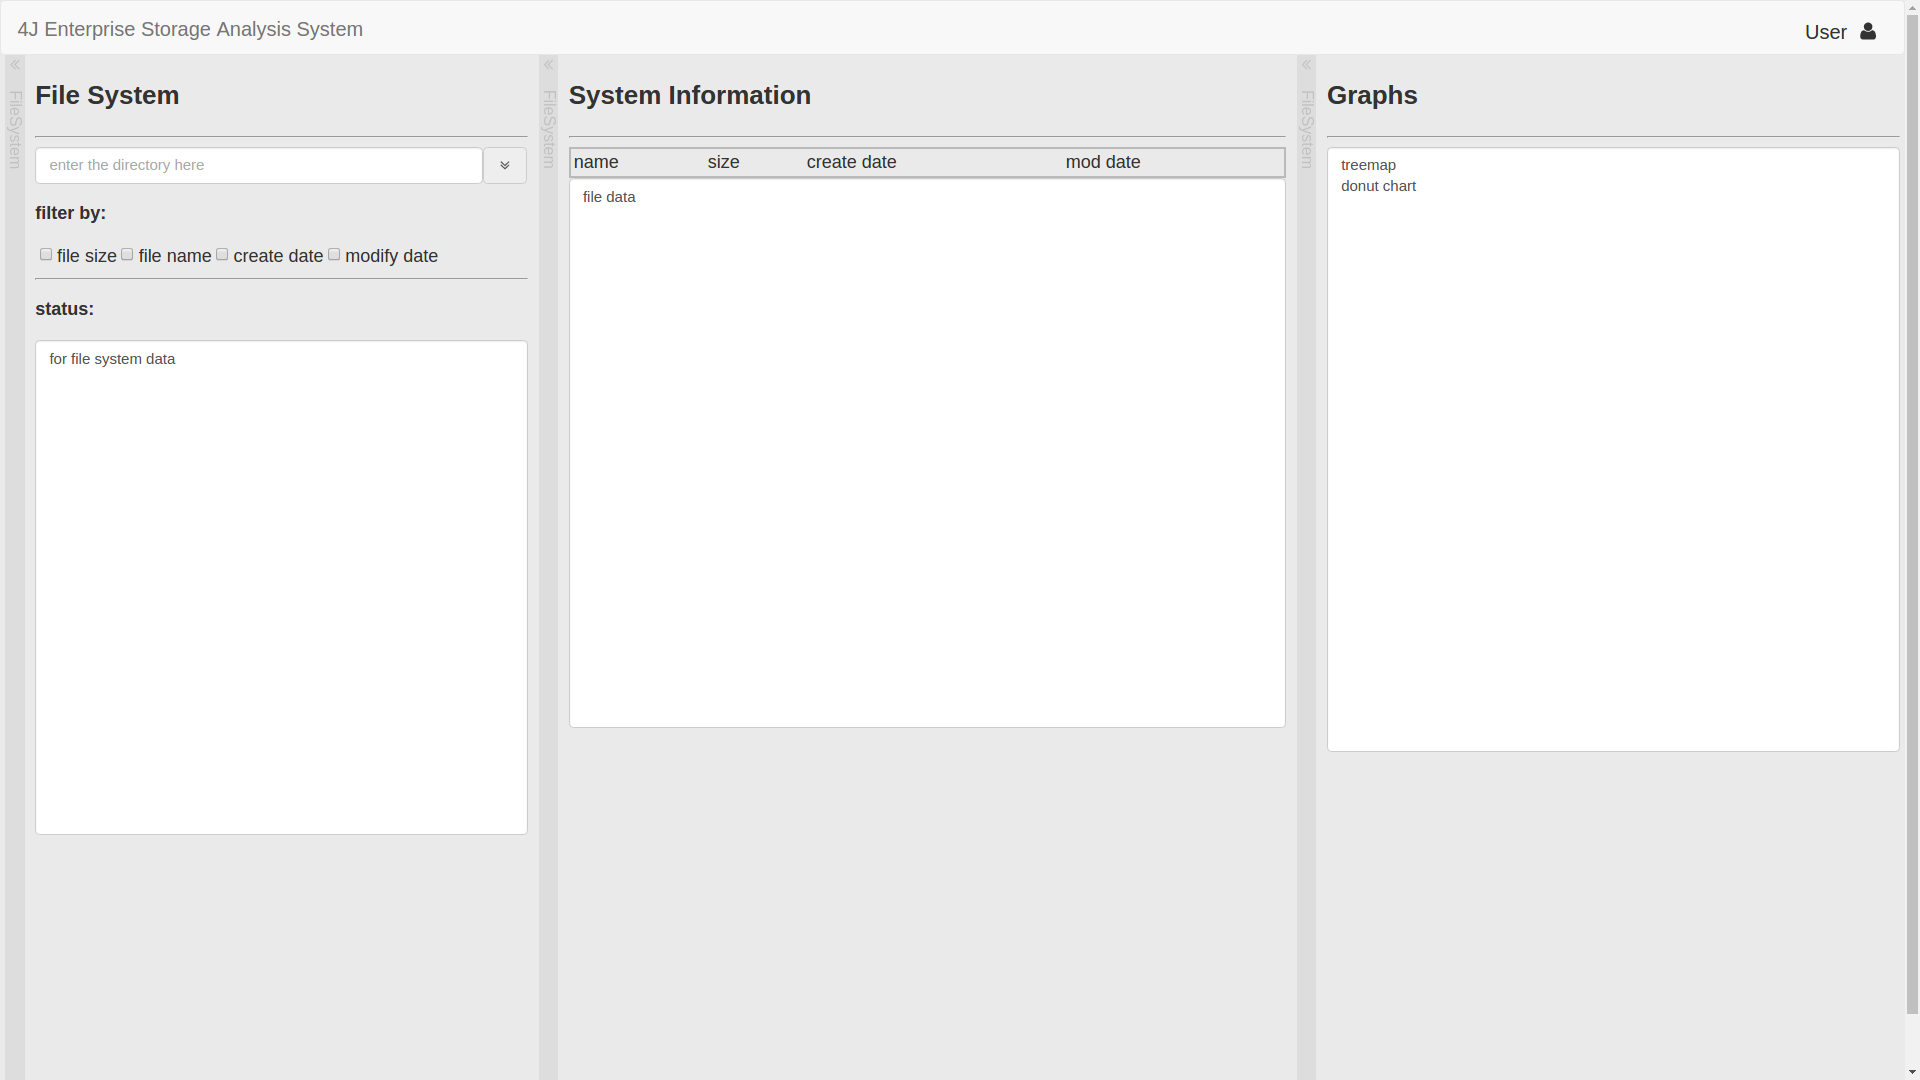 4J Enterprise Storage Analysis System
User
FileSystem
File System
enter the directory here
filter by:
file size file name create date modify date
status:
for file system data
FileSystem
System Information
name size create date mod date
file data
FileSystem
Graphs
treemap
donut chart